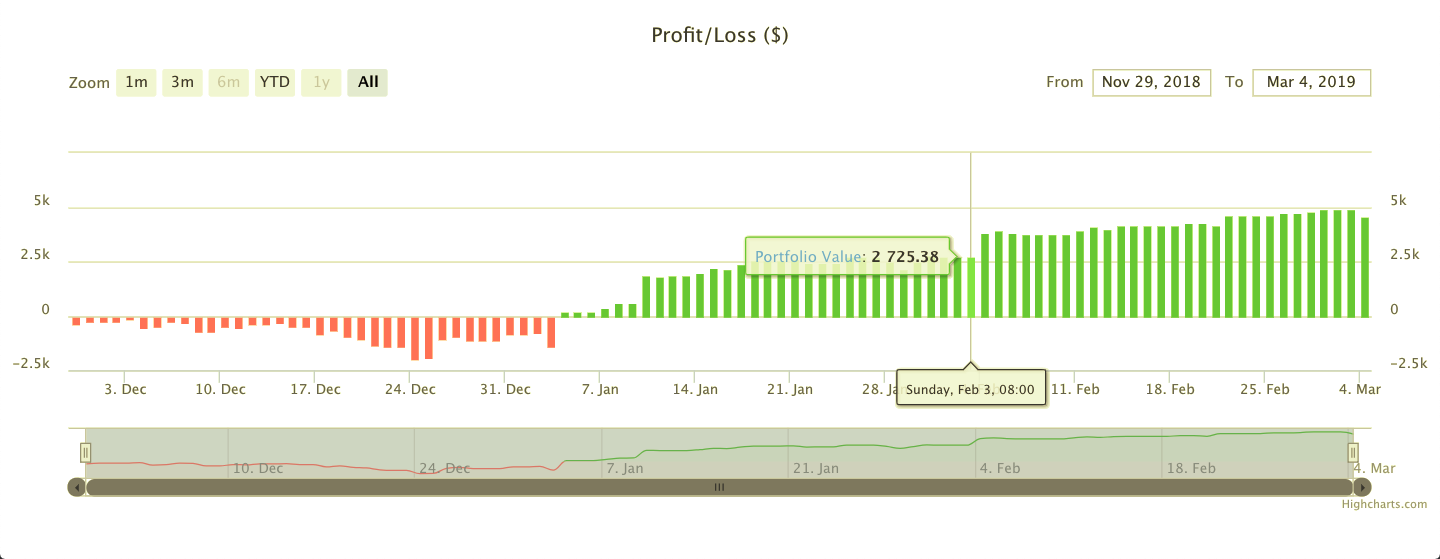 Profit/Loss ($)
Zoom 1m 3m 6m YTD 1y All From Nov 29, 2018 To Mar 4, 2019
5k 5k
2.5k Portfolio Value: 2 725.38 2.5k
0 0
−2.5k −2.5k
3. Dec 10. Dec 17. Dec 24. Dec 31. Dec 7. Jan 14. Jan 21. Jan 28. Sunday, Feb 3, 08:00 11. Feb 18. Feb 25. Feb 4. Mar
10. Dec 24. Dec 7. Jan 21. Jan 4. Feb 18. Feb 4. Mar
Highcharts.com